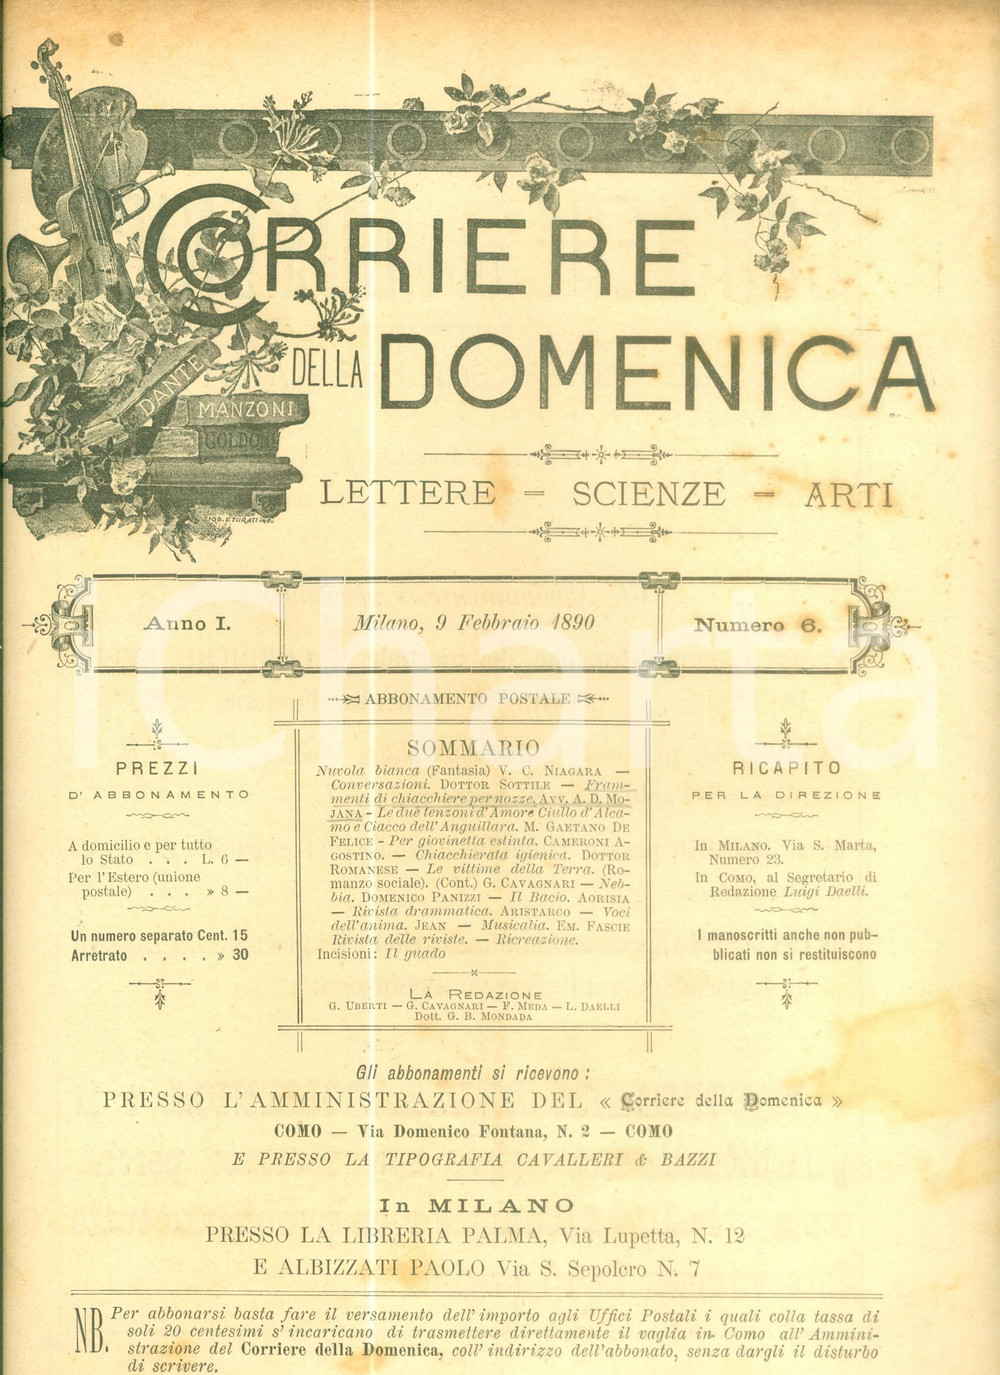 CORRIERE
DELLA DOMENICA
DANTE
MANZONI
GOLDONI
LETTERE = SCIENZE = ARTI
Anno I.
Milano, 9 Febbraio 1890
Numero 6.
ABBONAMENTO POSTALE
PREZZI
D' ABBONAMENTO
A domicilio e per tutto
lo Stato . . . L. 6 —
Per l'Estero (unione
postale) . . . » 8 —
Un numero separato Cent. 15
Arretrato . . . . » 30
SOMMARIO
Nuvola bianca (Fantasia) V. C. NIAGARA —
Conversazioni. DOTTOR SOTTILE — Fram-
menti di chiacchiere per nozze, AVV. A. D. MO-
JANA - Le due tenzoni d'Amore Ciullo d'Alca-
mo e Ciacco dell'Anguillara. M. GAETANO DE
FELICE - Per giovinetta estinta. CAMERONI A-
GOSTINO. — Chiacchierata igienica. DOTTOR
ROMANESE — Le vittime della Terra. (Ro-
manzo sociale). (Cont.) G. CAVAGNARI — Neb-
bia. DOMENICO PANIZZI — Il Bacio. AORISIA
— Rivista drammatica. ARISTARCO — Voci
dell'anima. JEAN — Musicalia. EM. FASCIE
Rivista delle riviste. — Ricreazione.
Incisioni: Il guado
LA REDAZIONE
G. UBERTI — G. CAVAGNARI — F. MEDA — L. DAELLI
Dott. G. B. MONDADA
RICAPITO
PER LA DIREZIONE
In MILANO. Via S. Marta,
Numero 23.
In COMO, al Segretario di
Redazione Luigi Daelli.
I manoscritti anche non pub-
blicati non si restituiscono
Gli abbonamenti si ricevono :
PRESSO L'AMMINISTRAZIONE DEL « Corriere della Domenica »
COMO — Via Domenico Fontana, N. 2 — COMO
E PRESSO LA TIPOGRAFIA CAVALLERI & BAZZI
In MILANO
PRESSO LA LIBRERIA PALMA, Via Lupetta, N. 12
E ALBIZZATI PAOLO Via S. Sepolcro N. 7
NB. Per abbonarsi basta fare il versamento dell'importo agli Uffici Postali i quali colla tassa di
soli 20 centesimi s'incaricano di trasmettere direttamente il vaglia in Como all'Ammini-
strazione del Corriere della Domenica, coll'indirizzo dell'abbonato, senza dargli il disturbo
di scrivere.
iCharta